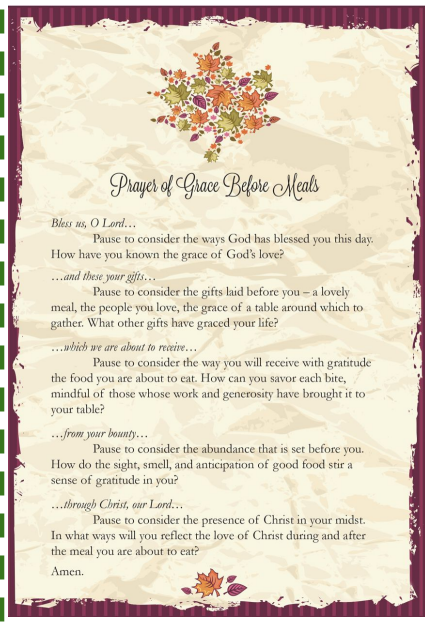 Prayer of Grace Before Meals
Bless us, O Lord…
Pause to consider the ways God has blessed you this day.
How have you known the grace of God's love?
…and these your gifts…
Pause to consider the gifts laid before you – a lovely
meal, the people you love, the grace of a table around which to
gather. What other gifts have graced your life?
…which we are about to receive…
Pause to consider the way you will receive with gratitude
the food you are about to eat. How can you savor each bite,
mindful of those whose work and generosity have brought it to
your table?
…from your bounty…
Pause to consider the abundance that is set before you.
How do the sight, smell, and anticipation of good food stir a
sense of gratitude in you?
…through Christ, our Lord…
Pause to consider the presence of Christ in your midst.
In what ways will you reflect the love of Christ during and after
the meal you are about to eat?
Amen.